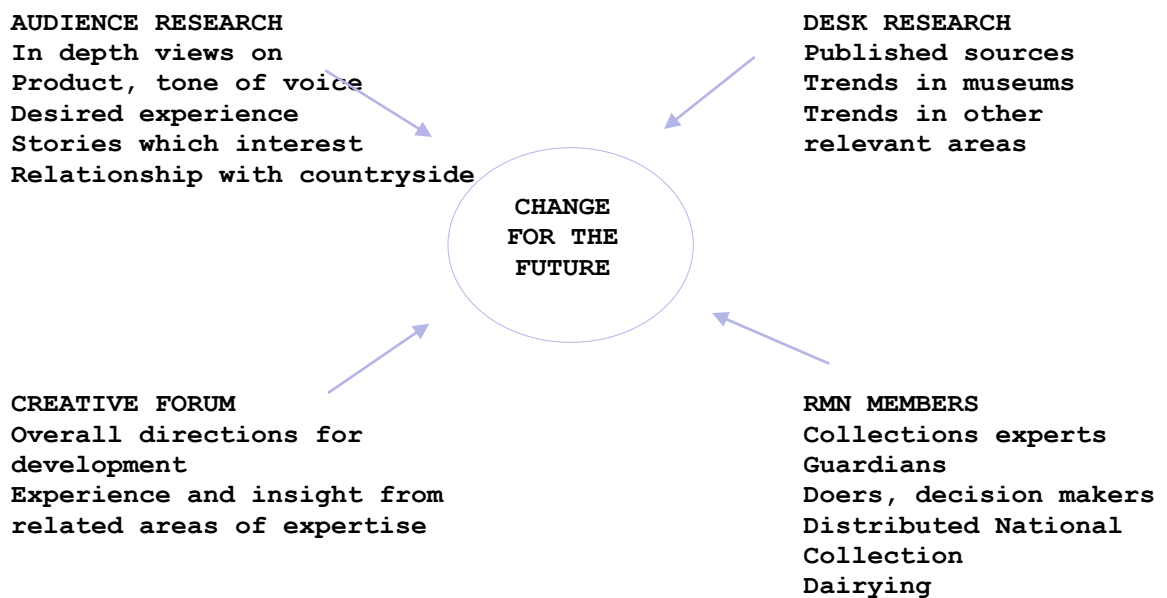 AUDIENCE RESEARCH
In depth views on
Product, tone of voice
Desired experience
Stories which interest
Relationship with countryside
DESK RESEARCH
Published sources
Trends in museums
Trends in other
relevant areas
CHANGE
FOR THE
FUTURE
CREATIVE FORUM
Overall directions for
development
Experience and insight from
related areas of expertise
RMN MEMBERS
Collections experts
Guardians
Doers, decision makers
Distributed National
Collection
Dairying